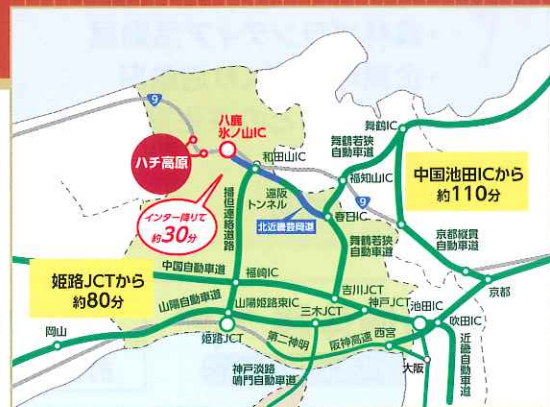 9
八鹿
氷ノ山IC
ハチ高原
和田山IC
遠阪
トンネル
播但連絡道路
インター降りて
約30分
北近畿豊岡道
春日IC
舞鶴IC
舞鶴若狭
自動車道
福知山IC
9
中国池田ICから
約110分
京都縦貫
自動車道
京都
舞鶴若狭
自動車道
姫路JCTから
約80分
中国自動車道
福崎IC
吉川JCT
神戸JCT
池田IC
吹田IC
山陽自動車道
山陽姫路東IC
三木JCT
岡山
姫路JCT
第二神明
阪神高速
西宮
大阪
近畿自動車道
神戸淡路
鳴門自動車道